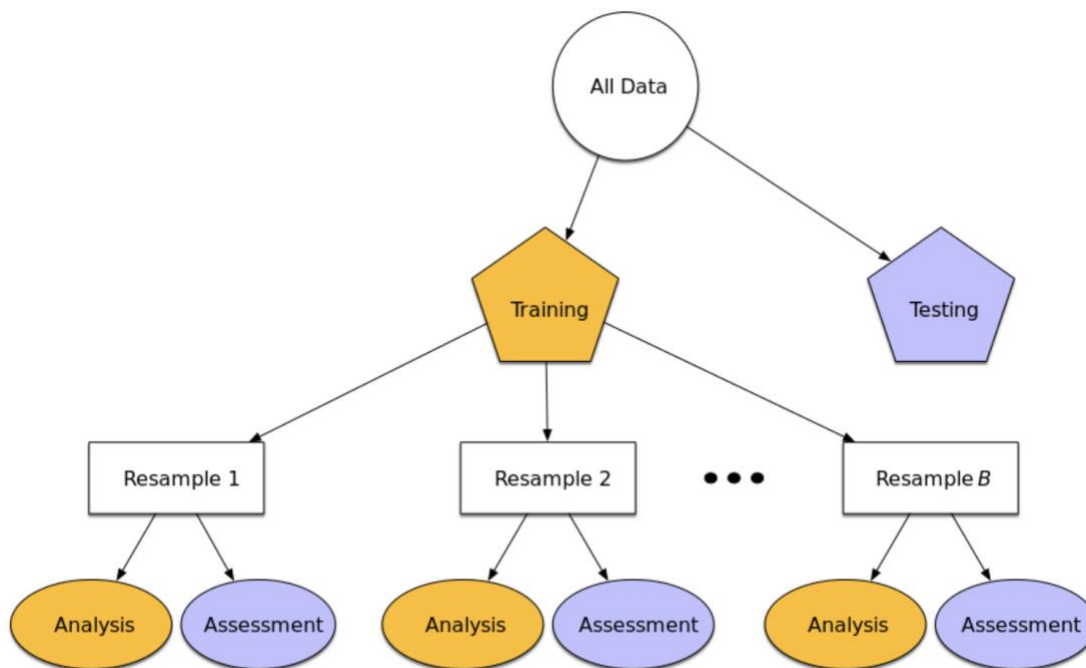 All Data
Training
Testing
Resample 1
Resample 2
Resample B
Analysis
Assessment
Analysis
Assessment
Analysis
Assessment